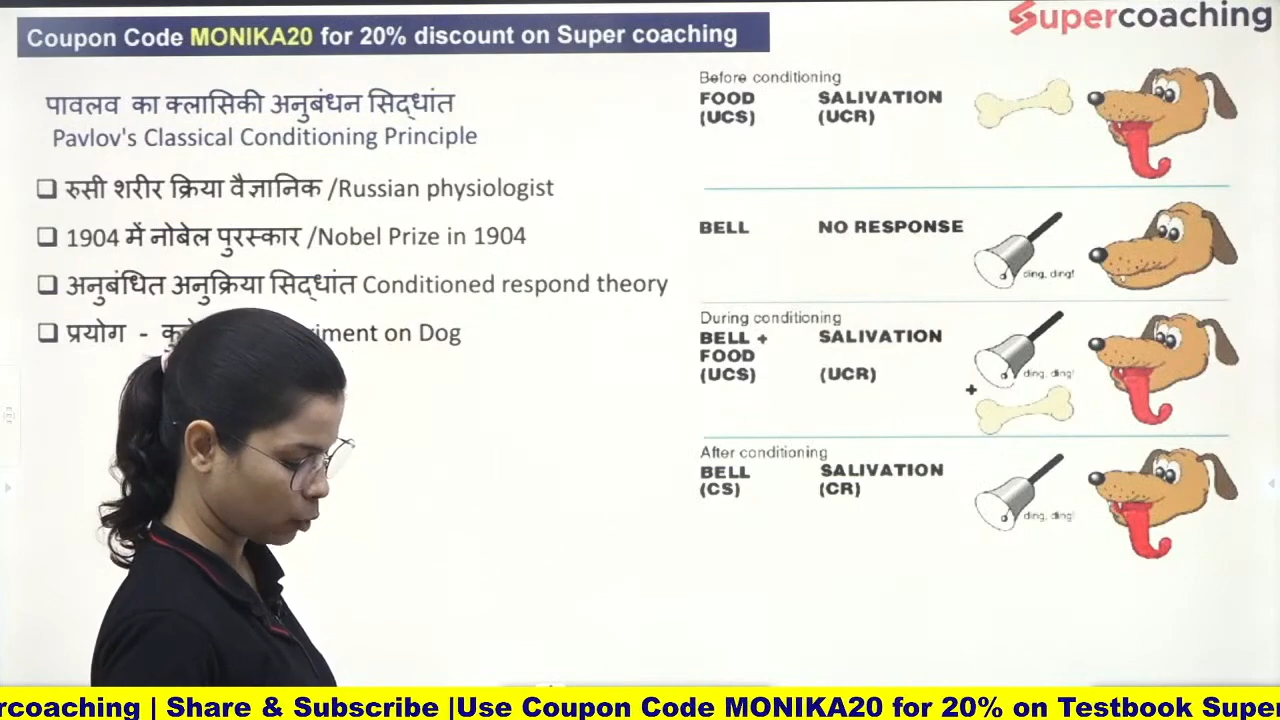 Coupon Code MONIKA20 for 20% discount on Super coaching
Supercoaching
पावलव का क्लासिकी अनुबंधन सिद्धांत
Pavlov's Classical Conditioning Principle
रुसी शरीर क्रिया वैज्ञानिक /Russian physiologist
1904 में नोबेल पुरस्कार /Nobel Prize in 1904
अनुबंधित अनुक्रिया सिद्धांत Conditioned respond theory
प्रयोग - iment on Dog
Before conditioning
FOOD SALIVATION
(UCS) (UCR)
BELL NO RESPONSE
ding, ding!
During conditioning
BELL + SALIVATION
FOOD
(UCS) (UCR)
ding, ding!
+
After conditioning
BELL SALIVATION
(CS) (CR)
ding, ding!
rcoaching | Share & Subscribe |Use Coupon Code MONIKA20 for 20% on Testbook Supe